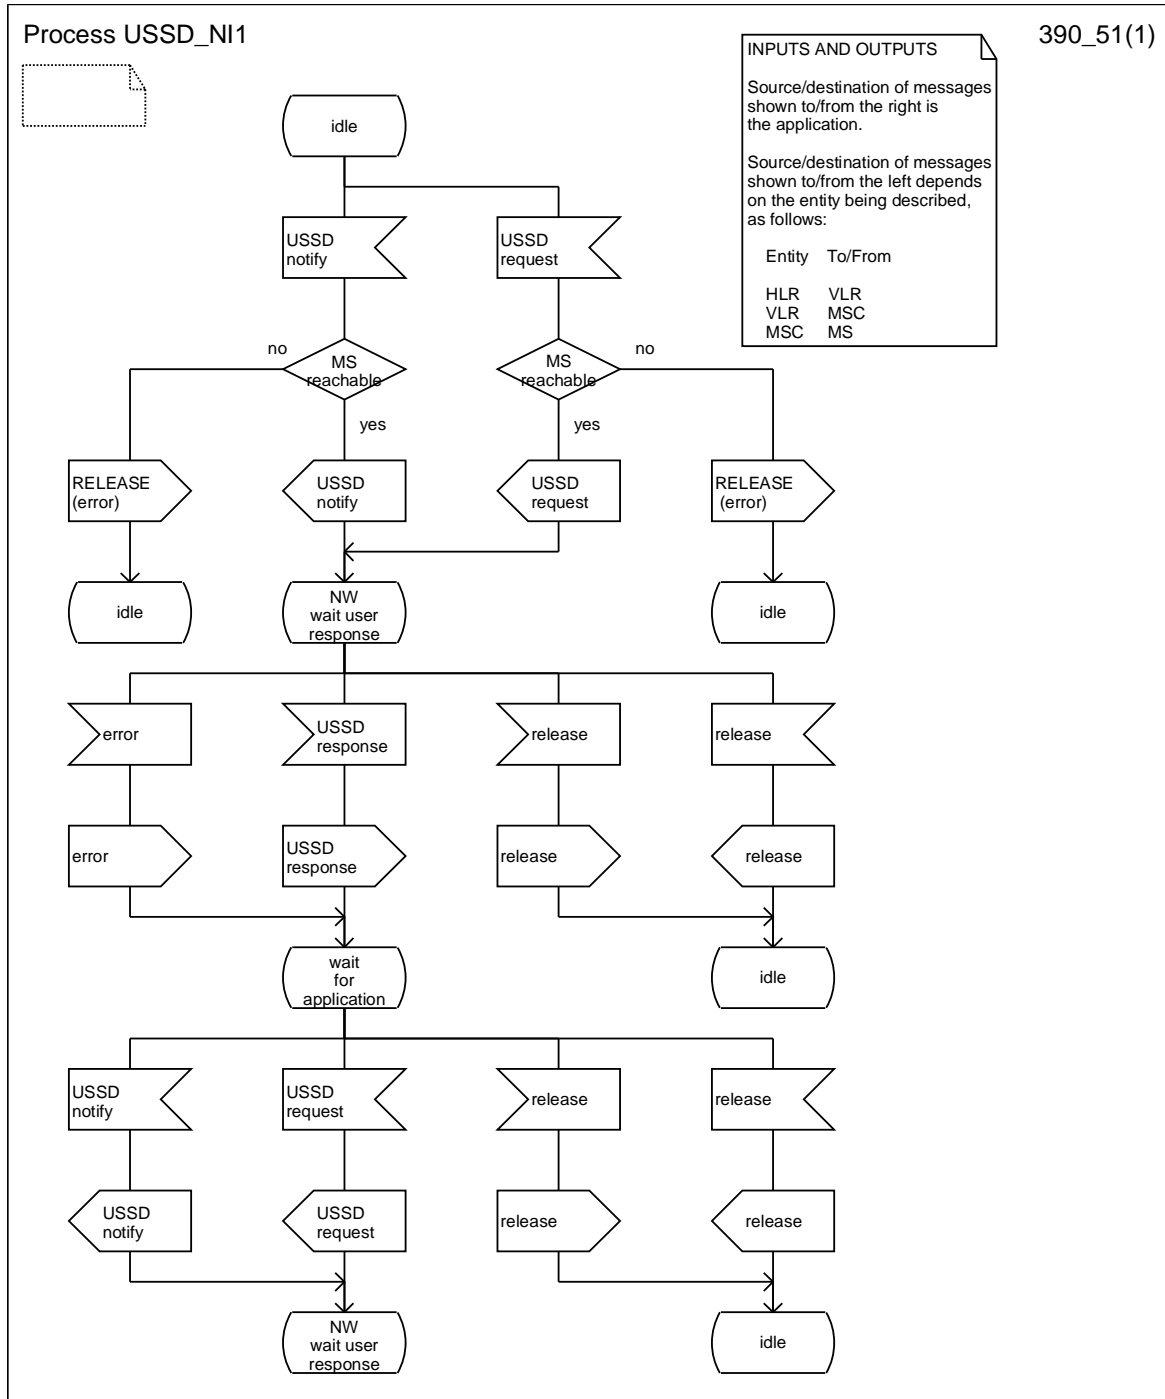 Process USSD_NI1
390_51(1)
INPUTS AND OUTPUTS
Source/destination of messages
shown to/from the right is
the application.
Source/destination of messages
shown to/from the left depends
on the entity being described,
as follows:
Entity To/From
HLR VLR
VLR MSC
MSC MS
idle
USSD
notify
USSD
request
no
MS
reachable
yes
MS
reachable
no
yes
RELEASE
(error)
USSD
notify
USSD
request
RELEASE
(error)
idle
NW
wait user
response
idle
error
USSD
response
release
release
error
USSD
response
release
release
wait
for
application
idle
USSD
notify
USSD
request
release
release
USSD
notify
USSD
request
release
release
NW
wait user
response
idle